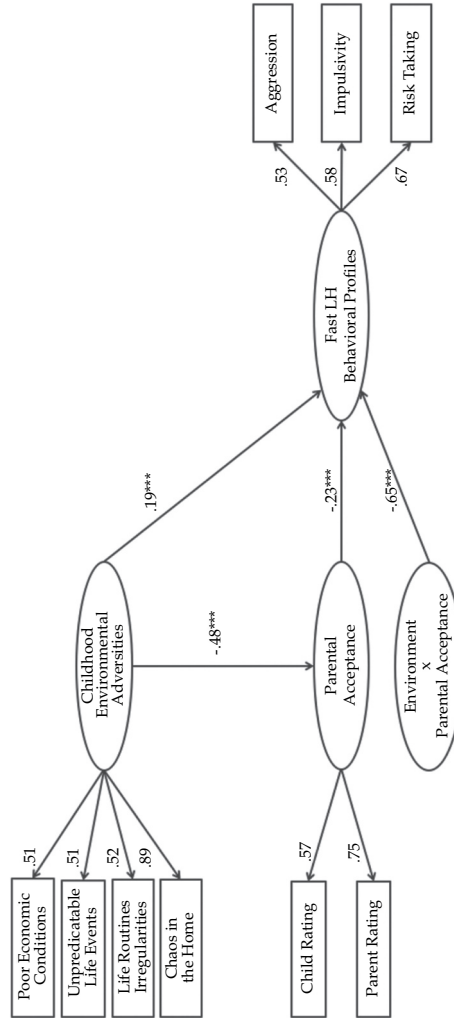 Poor Economic
Conditions
Unpredicatable
Life Events
Life Routines
Irregularities
Chaos in
the Home
.51
.51
.52
.89
Childhood
Environmental
Adversities
.19***
-.48***
Child Rating
Parent Rating
.57
.75
Parental
Acceptance
-.23***
Environment
x
Parental Acceptance
-.65***
Fast LH
Behavioral Profiles
.53
.58
.67
Aggression
Impulsivity
Risk Taking